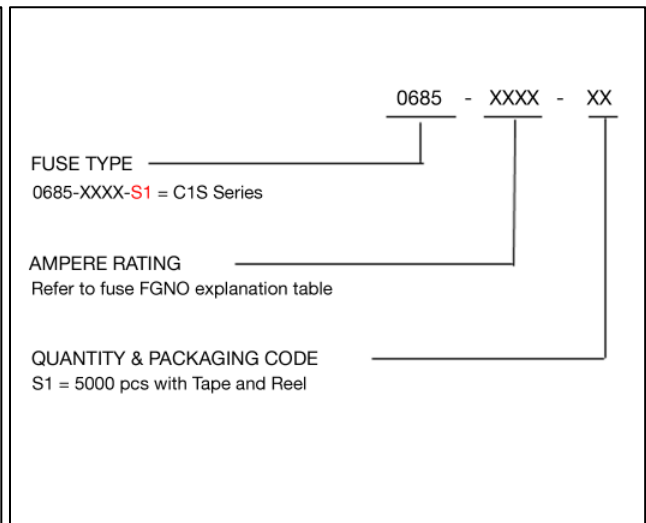 0685 - XXXX - XX
FUSE TYPE
0685-XXXX-S1 = C1S Series
AMPERE RATING
Refer to fuse FGNO explanation table
QUANTITY & PACKAGING CODE
S1 = 5000 pcs with Tape and Reel